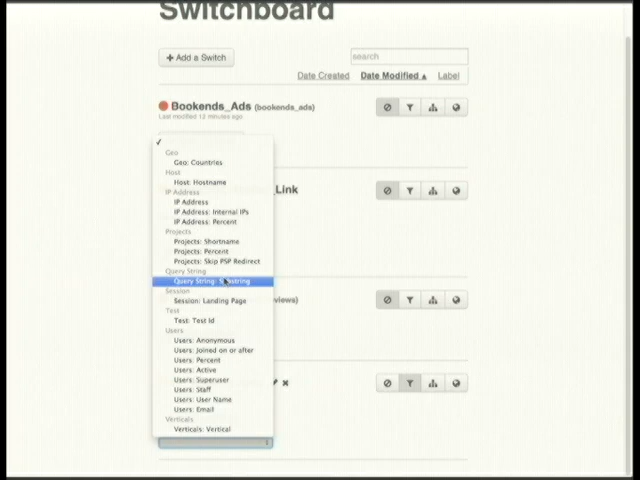 Switchboard
+ Add a Switch
search
Date Created Date Modified ▲ Label
Bookends_Ads (bookends_ads)
Last modified 12 minutes ago
✓
Geo
Geo: Countries
Host
Host: Hostname
_Link
IP Address
IP Address
IP Address: Internal IPs
IP Address: Percent
Projects
Projects: Shortname
Projects: Percent
Projects: Skip PSP Redirect
Query String
Query String: Substring
Session
Session: Landing Page
views)
Test
Test: Test Id
Users
Users: Anonymous
Users: Joined on or after
Users: Percent
Users: Active
Users: Superuser
Users: Staff
Users: User Name
Users: Email
Verticals
Verticals: Vertical